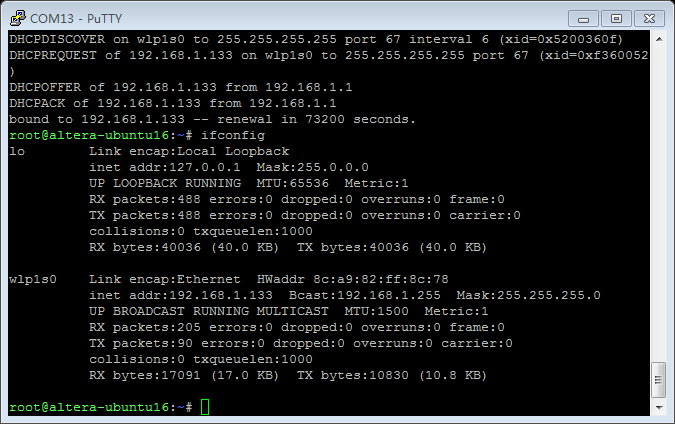 COM13 - PuTTY
DHCPDISCOVER on wlp1s0 to 255.255.255.255 port 67 interval 6 (xid=0x5200360f)
DHCPREQUEST of 192.168.1.133 on wlp1s0 to 255.255.255.255 port 67 (xid=0xf360052
)
DHCPOFFER of 192.168.1.133 from 192.168.1.1
DHCPACK of 192.168.1.133 from 192.168.1.1
bound to 192.168.1.133 -- renewal in 73200 seconds.
root@altera-ubuntu16:~# ifconfig
lo        Link encap:Local Loopback
          inet addr:127.0.0.1  Mask:255.0.0.0
          UP LOOPBACK RUNNING  MTU:65536  Metric:1
          RX packets:488 errors:0 dropped:0 overruns:0 frame:0
          TX packets:488 errors:0 dropped:0 overruns:0 carrier:0
          collisions:0 txqueuelen:1000
          RX bytes:40036 (40.0 KB)  TX bytes:40036 (40.0 KB)
wlp1s0    Link encap:Ethernet  HWaddr 8c:a9:82:ff:8c:78
          inet addr:192.168.1.133  Bcast:192.168.1.255  Mask:255.255.255.0
          UP BROADCAST RUNNING MULTICAST  MTU:1500  Metric:1
          RX packets:205 errors:0 dropped:0 overruns:0 frame:0
          TX packets:90 errors:0 dropped:0 overruns:0 carrier:0
          collisions:0 txqueuelen:1000
          RX bytes:17091 (17.0 KB)  TX bytes:10830 (10.8 KB)
root@altera-ubuntu16:~#